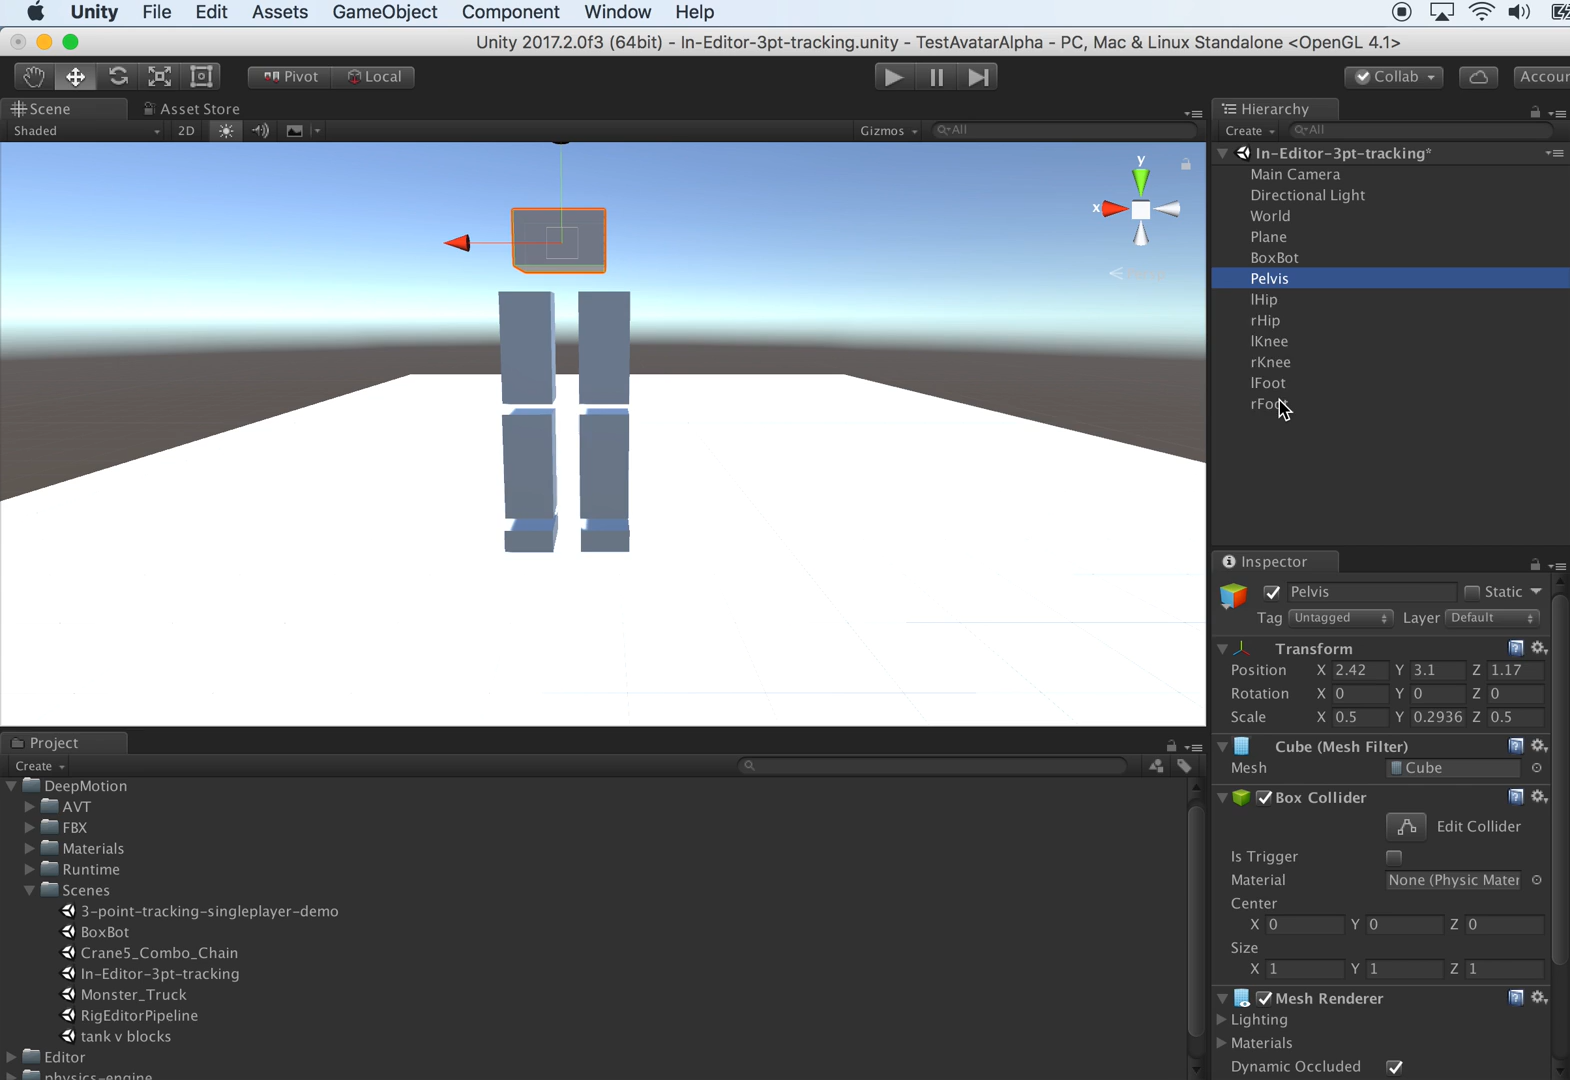 Unity File Edit Assets GameObject Component Window Help
Unity 2017.2.0f3 (64bit) - In-Editor-3pt-tracking.unity - TestAvatarAlpha - PC, Mac & Linux Standalone <OpenGL 4.1>
Pivot Local Collab
Scene Asset Store
Shaded 2D Gizmos All
y
x
Hierarchy
Create All
In-Editor-3pt-tracking*
Main Camera
Directional Light
World
Plane
BoxBot
Pelvis
lHip
rHip
lKnee
rKnee
lFoot
Inspector
Pelvis Static
Tag Untagged Layer Default
Transform
Position X 2.42 Y 3.1 Z 1.17
Rotation X 0 Y 0 Z 0
Scale X 0.5 Y 0.2936 Z 0.5
Cube (Mesh Filter)
Mesh Cube
Box Collider
Edit Collider
Is Trigger
Material None (Physic Mater
Center
X 0 Y 0 Z 0
Size
X 1 Y 1 Z 1
Mesh Renderer
Lighting
Materials
Dynamic Occluded
Project
Create
DeepMotion
AVT
FBX
Materials
Runtime
Scenes
3-point-tracking-singleplayer-demo
BoxBot
Crane5_Combo_Chain
In-Editor-3pt-tracking
Monster_Truck
RigEditorPipeline
tank v blocks
Editor
physics-engine